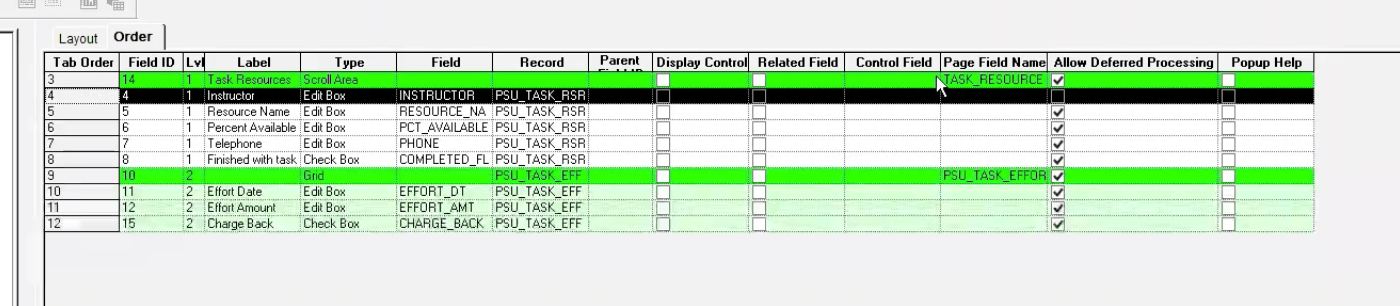 Layout Order
Tab Order Field ID Lvl Label Type Field Record Parent Field ID Display Control Related Field Control Field Page Field Name Allow Deferred Processing Popup Help
3 14 1 Task Resources Scroll Area TASK_RESOURCE
4 4 1 Instructor Edit Box INSTRUCTOR PSU_TASK_RSR
5 5 1 Resource Name Edit Box RESOURCE_NA PSU_TASK_RSR
6 6 1 Percent Available Edit Box PCT_AVAILABLE PSU_TASK_RSR
7 7 1 Telephone Edit Box PHONE PSU_TASK_RSR
8 8 1 Finished with task Check Box COMPLETED_FL PSU_TASK_RSR
9 10 2 Grid PSU_TASK_EFF PSU_TASK_EFFOR
10 11 2 Effort Date Edit Box EFFORT_DT PSU_TASK_EFF
11 12 2 Effort Amount Edit Box EFFORT_AMT PSU_TASK_EFF
12 15 2 Charge Back Check Box CHARGE_BACK PSU_TASK_EFF